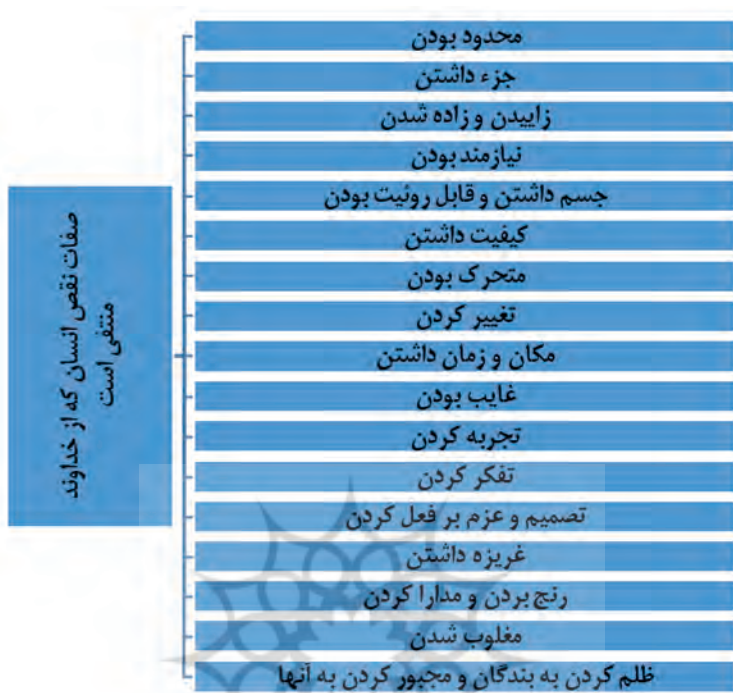 صفات نقص انسان که از خداوند
منتفی است
محدود بودن
جزء داشتن
زاییدن و زاده شدن
نیازمند بودن
جسم داشتن و قابل روئیت بودن
کیفیت داشتن
متحرک بودن
تغییر کردن
مکان و زمان داشتن
غایب بودن
تجربه کردن
تفکر کردن
تصمیم و عزم بر فعل کردن
غریزه داشتن
رنج بردن و مدارا کردن
مغلوب شدن
ظلم کردن به بندگان و مجبور کردن به آنها